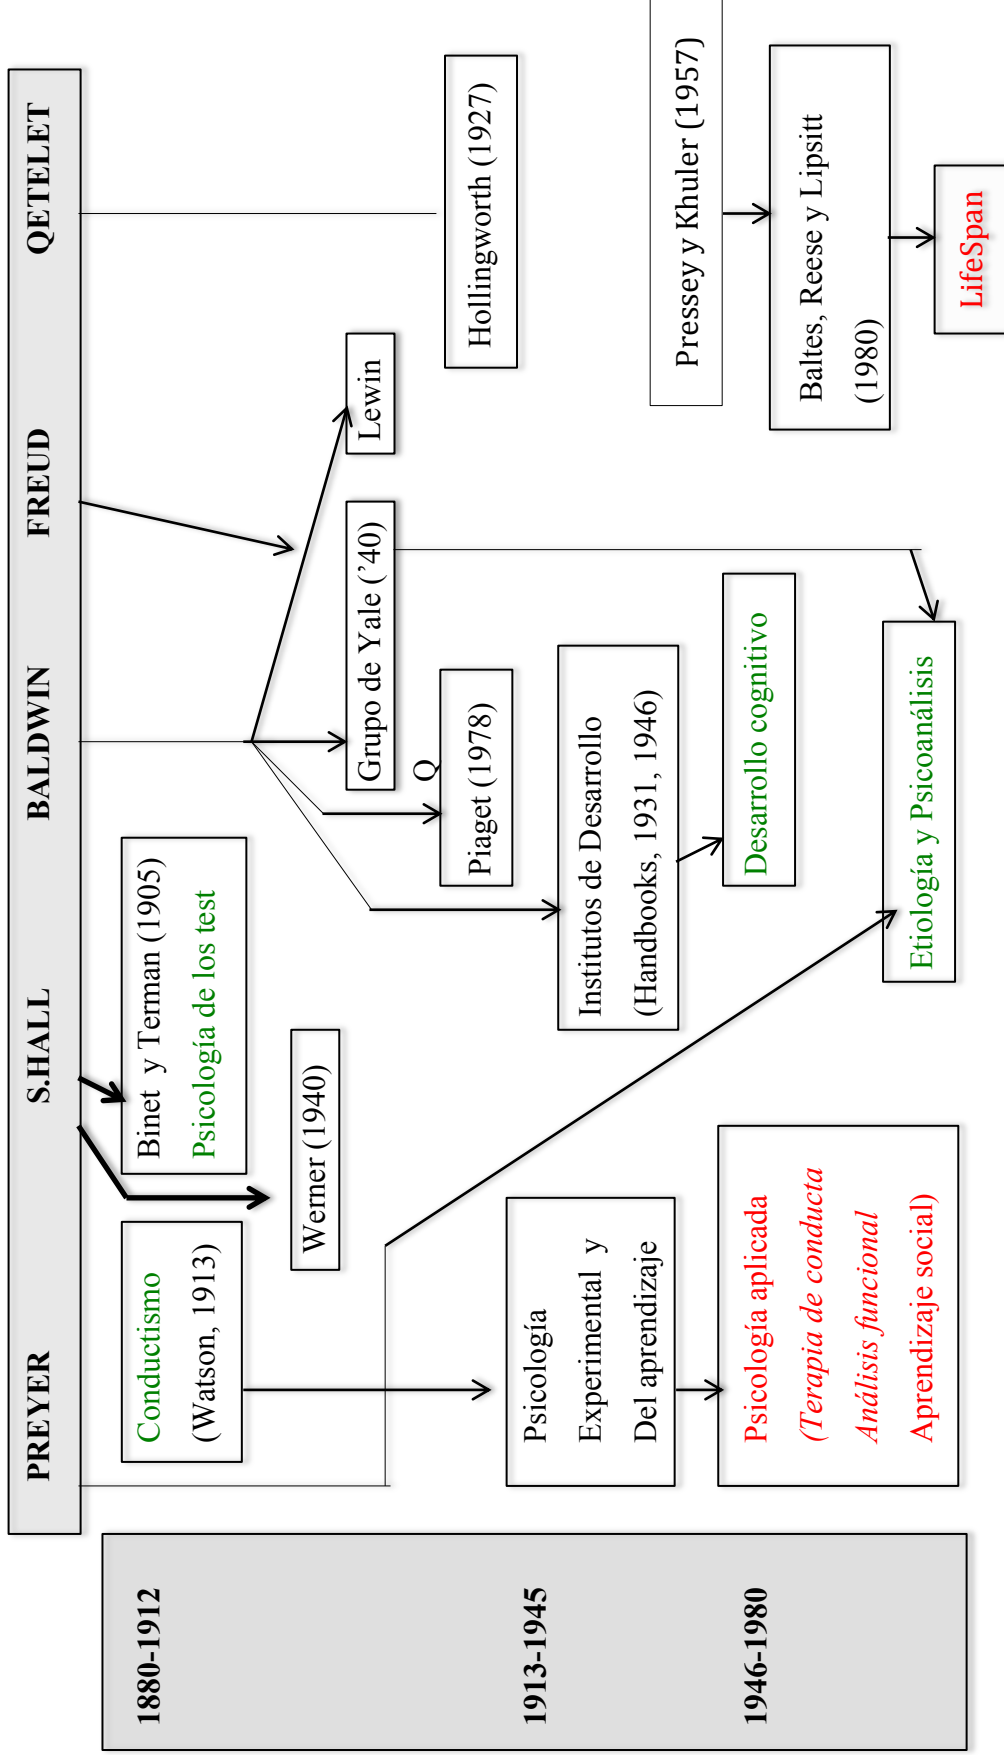 PREYER S.HALL BALDWIN FREUD QETELET
1880-1912
Conductismo
(Watson, 1913)
Binet y Terman (1905)
Psicología de los test
Werner (1940)
Grupo de Yale (’40)
Lewin
Q
Piaget (1978)
Hollingworth (1927)
1913-1945
Psicología
Experimental y
Del aprendizaje
Institutos de Desarrollo
(Handbooks, 1931, 1946)
Pressey y Khuler (1957)
1946-1980
Psicología aplicada
(Terapia de conducta
Análisis funcional
Aprendizaje social)
Desarrollo cognitivo
Baltes, Reese y Lipsitt
(1980)
Etiología y Psicoanálisis
LifeSpan